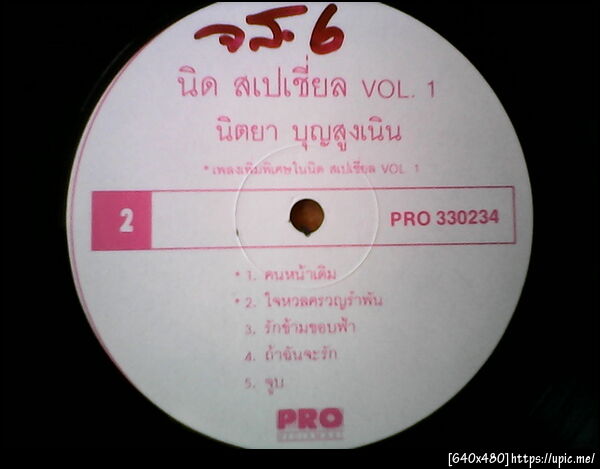 จส. 6
นิด สเปเชี่ยล VOL. 1
นิตยา บุญสูงเนิน
*เพลงเพิ่มพิเศษในนิด สเปเชี่ยล VOL 1
2 PRO 330234
* 1. คนหน้าเดิม
* 2. ใจหวลครวญรำพัน
3. รักข้ามขอบฟ้า
4. ถ้าฉันจะรัก
5. จูบ
PRO
[640x480]https://upic.me/